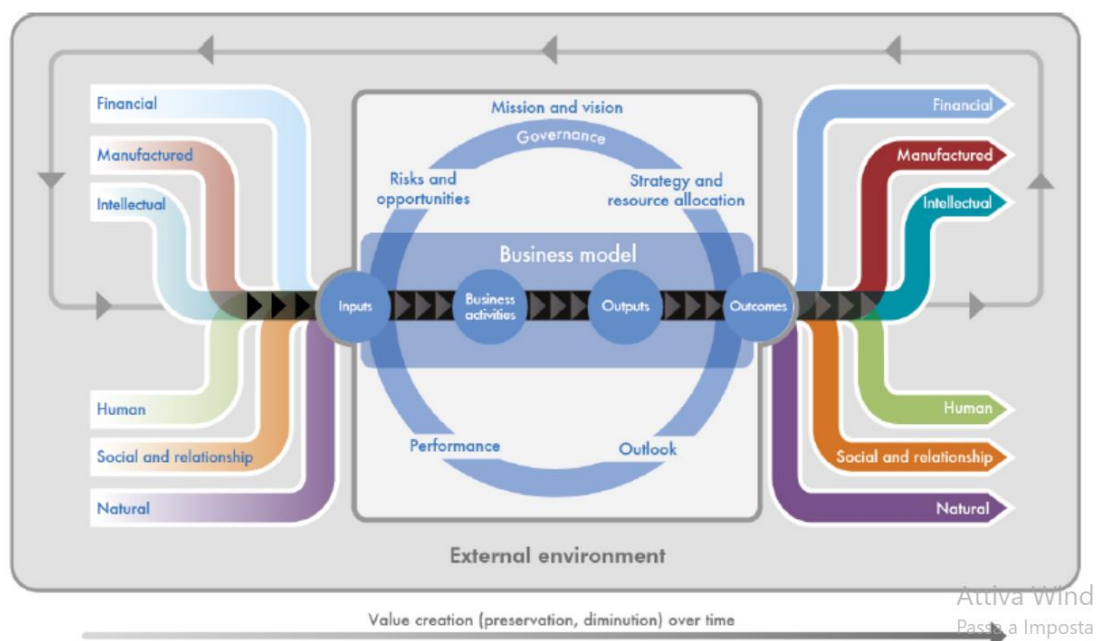 Financial
Manufactured
Intellectual
Human
Social and relationship
Natural
Mission and vision
Governance
Risks and
opportunities
Strategy and
resource allocation
Business model
Inputs
Business
activities
Outputs
Outcomes
Performance
Outlook
Financial
Manufactured
Intellectual
Human
Social and relationship
Natural
External environment
Value creation (preservation, diminution) over time
Attiva Wind
Passa a Imposta